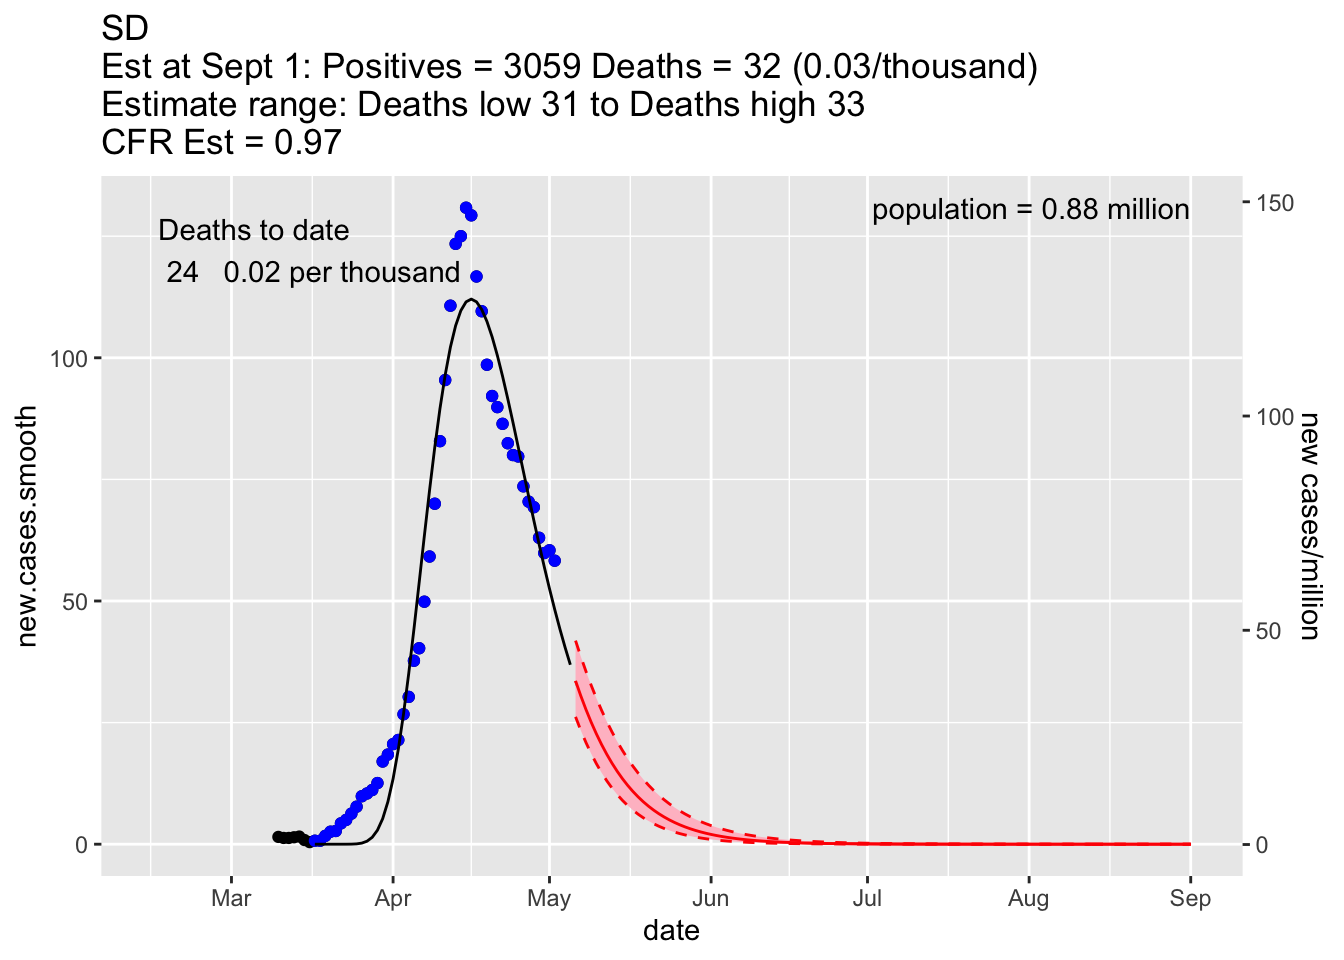 SD
Est at Sept 1: Positives = 3059 Deaths = 32 (0.03/thousand)
Estimate range: Deaths low 31 to Deaths high 33
CFR Est = 0.97
Deaths to date
24 0.02 per thousand
population = 0.88 million
150
100
50
0
new.cases.smooth
100
50
0
new cases/million
Mar Apr May Jun Jul Aug Sep
date